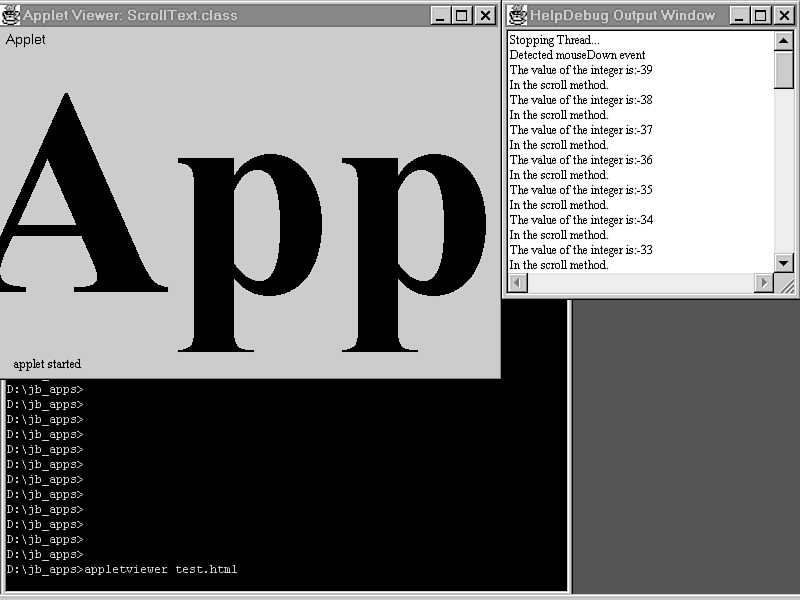 Applet Viewer: ScrollText.class
Applet
App
applet started
HelpDebug Output Window
Stopping Thread...
Detected mouseDown event
The value of the integer is:-39
In the scroll method.
The value of the integer is:-38
In the scroll method.
The value of the integer is:-37
In the scroll method.
The value of the integer is:-36
In the scroll method.
The value of the integer is:-35
In the scroll method.
The value of the integer is:-34
In the scroll method.
The value of the integer is:-33
In the scroll method.
D:\jb_apps>
D:\jb_apps>
D:\jb_apps>
D:\jb_apps>
D:\jb_apps>
D:\jb_apps>
D:\jb_apps>
D:\jb_apps>
D:\jb_apps>
D:\jb_apps>
D:\jb_apps>
D:\jb_apps>
D:\jb_apps>appletviewer test.html